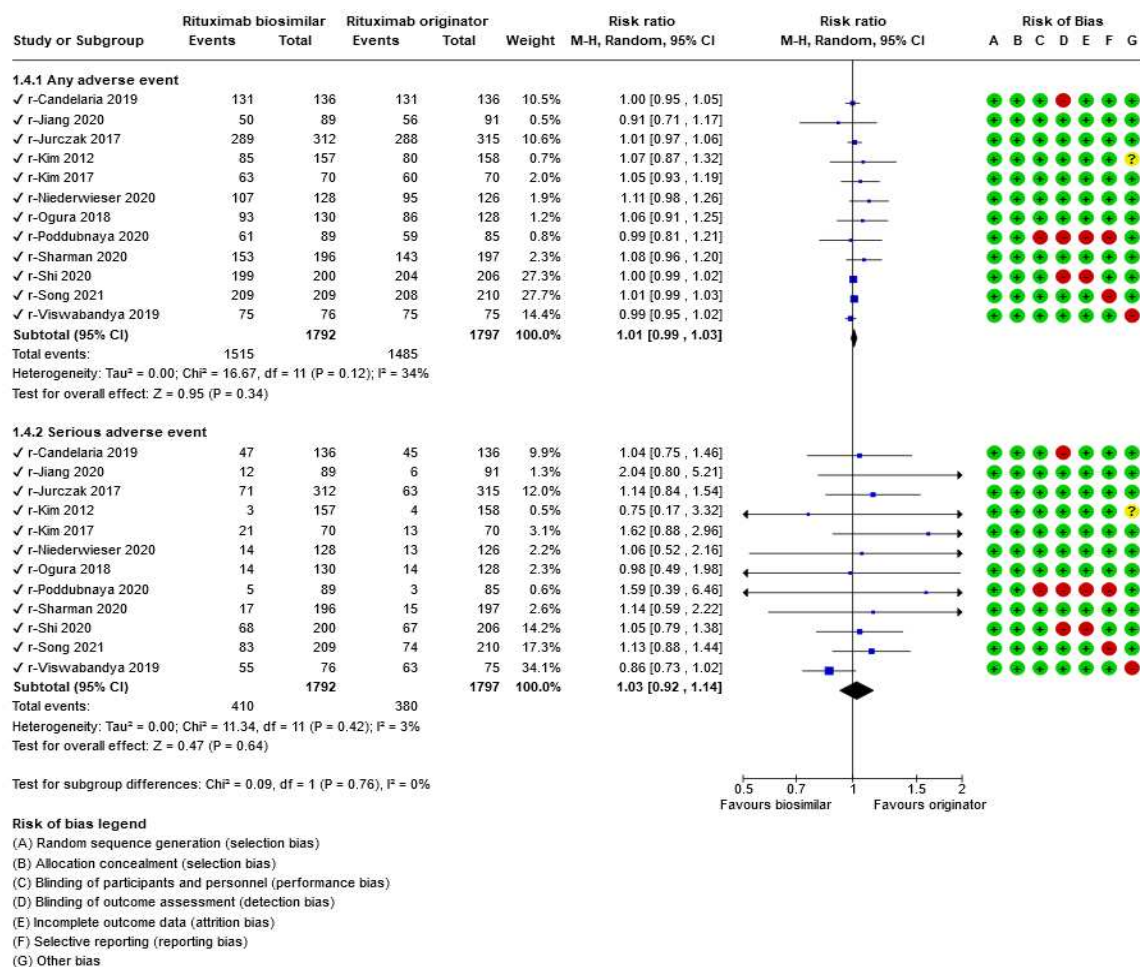 Rituximab biosimilar Rituximab originator Risk ratio Risk ratio Risk of Bias
Study or Subgroup Events Total Events Total Weight M-H, Random, 95% CI M-H, Random, 95% CI A B C D E F G
1.4.1 Any adverse event
✓ r-Candelaria 2019 131 136 131 136 10.5% 1.00 [0.95 , 1.05] + + + - + + +
✓ r-Jiang 2020 50 89 56 91 0.5% 0.91 [0.71 , 1.17] + + + + + + +
✓ r-Jurczak 2017 289 312 288 315 10.6% 1.01 [0.97 , 1.06] + + + + + + +
✓ r-Kim 2012 85 157 80 158 0.7% 1.07 [0.87 , 1.32] + + + + + + ?
✓ r-Kim 2017 63 70 60 70 2.1% 1.05 [0.93 , 1.19] + + + + + + +
✓ r-Niederwieser 2020 107 128 95 126 1.9% 1.11 [0.98 , 1.26] + + + + + + +
✓ r-Ogura 2018 93 130 86 128 1.2% 1.06 [0.91 , 1.25] + + + + + + +
✓ r-Poddubnaya 2020 61 89 59 85 0.8% 0.99 [0.81 , 1.21] + + - - - - +
✓ r-Sharman 2020 153 196 143 197 2.3% 1.08 [0.96 , 1.20] + + + + + + +
✓ r-Shi 2020 199 200 204 206 27.3% 1.00 [0.99 , 1.02] + + + - - + +
✓ r-Song 2021 209 209 208 210 27.7% 1.01 [0.99 , 1.03] + + + + + - +
✓ r-Viswabandya 2019 75 76 75 75 14.4% 0.99 [0.95 , 1.02] + + + + + + -
Subtotal (95% CI) 1792 1797 100.0% 1.01 [0.99 , 1.03]
Total events: 1515 1485
Heterogeneity: Tau² = 0.00; Chi² = 16.67, df = 11 (P = 0.12); I² = 34%
Test for overall effect: Z = 0.95 (P = 0.34)
1.4.2 Serious adverse event
✓ r-Candelaria 2019 47 136 45 136 9.9% 1.04 [0.75 , 1.46] + + + - + + +
✓ r-Jiang 2020 12 89 6 91 1.3% 2.04 [0.80 , 5.21] + + + + + + +
✓ r-Jurczak 2017 71 312 63 315 12.0% 1.14 [0.84 , 1.54] + + + + + + +
✓ r-Kim 2012 3 157 4 158 0.5% 0.75 [0.17 , 3.32] + + + + + + ?
✓ r-Kim 2017 21 70 13 70 3.1% 1.62 [0.88 , 2.96] + + + + + + +
✓ r-Niederwieser 2020 14 128 13 126 2.2% 1.06 [0.52 , 2.16] + + + + + + +
✓ r-Ogura 2018 14 130 14 128 2.3% 0.98 [0.49 , 1.98] + + + + + + +
✓ r-Poddubnaya 2020 5 89 3 85 0.6% 1.59 [0.39 , 6.46] + + - - - - +
✓ r-Sharman 2020 17 196 15 197 2.6% 1.14 [0.59 , 2.22] + + + + + + +
✓ r-Shi 2020 68 200 67 206 14.2% 1.05 [0.79 , 1.38] + + + - - + +
✓ r-Song 2021 83 209 74 210 17.3% 1.13 [0.88 , 1.44] + + + + + - +
✓ r-Viswabandya 2019 55 76 63 75 34.1% 0.86 [0.73 , 1.02] + + + + + + -
Subtotal (95% CI) 1792 1797 100.0% 1.03 [0.92 , 1.14]
Total events: 410 380
Heterogeneity: Tau² = 0.00; Chi² = 11.34, df = 11 (P = 0.42); I² = 3%
Test for overall effect: Z = 0.47 (P = 0.64)
Test for subgroup differences: Chi² = 0.09, df = 1 (P = 0.76), I² = 0%
0.5 0.7 1 1.5 2
Favours biosimilar Favours originator
Risk of bias legend
(A) Random sequence generation (selection bias)
(B) Allocation concealment (selection bias)
(C) Blinding of participants and personnel (performance bias)
(D) Blinding of outcome assessment (detection bias)
(E) Incomplete outcome data (attrition bias)
(F) Selective reporting (reporting bias)
(G) Other bias